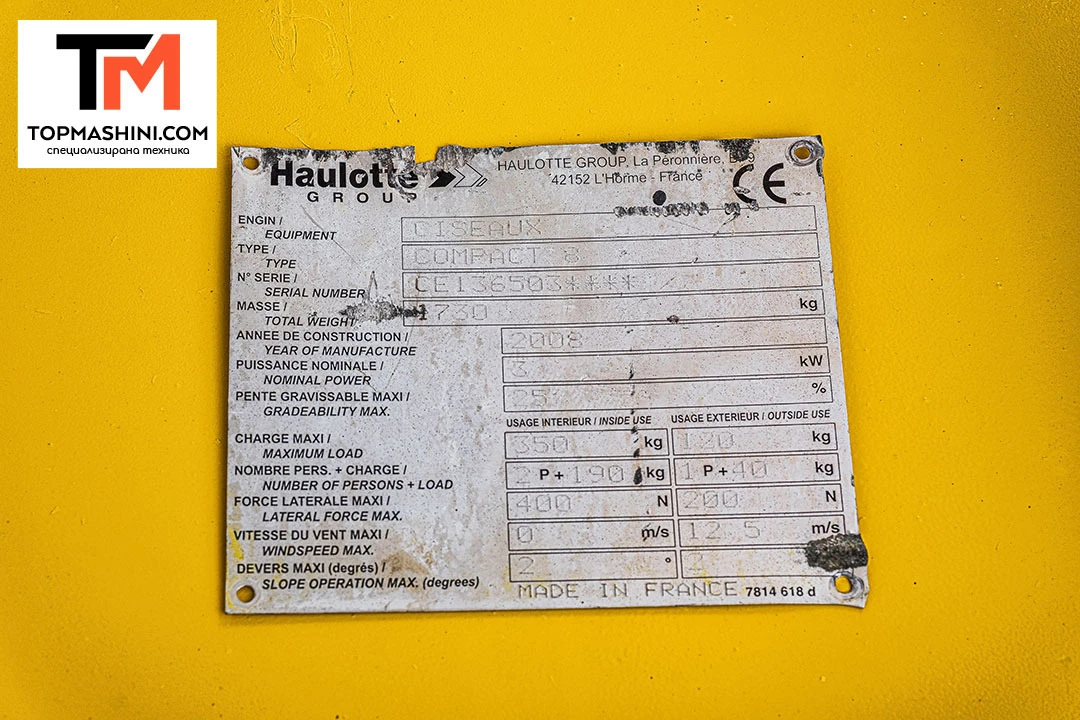 TM
TOPMASHINI.COM
специализирана техника
Haulotte
GROUP
HAULOTTE GROUP, La Péronnière,
42152 L'Horme - France
CE
ENGIN /
EQUIPMENT
CISEAUX
TYPE /
TYPE
COMPACT 8
N° SERIE /
SERIAL NUMBER
CE136503****
MASSE /
TOTAL WEIGHT
1730 kg
ANNEE DE CONSTRUCTION /
YEAR OF MANUFACTURE
2008
PUISSANCE NOMINALE /
NOMINAL POWER
3 kW
PENTE GRAVISSABLE MAXI /
GRADEABILITY MAX.
25 %
USAGE INTERIEUR / INSIDE USE USAGE EXTERIEUR / OUTSIDE USE
CHARGE MAXI /
MAXIMUM LOAD
350 kg 120 kg
NOMBRE PERS. + CHARGE /
NUMBER OF PERSONS + LOAD
2 P + 190 kg 1 P + 40 kg
FORCE LATERALE MAXI /
LATERAL FORCE MAX.
400 N 200 N
VITESSE DU VENT MAXI /
WINDSPEED MAX.
0 m/s 12.5 m/s
DEVERS MAXI (degrés) /
SLOPE OPERATION MAX. (degrees)
2 °
MADE IN FRANCE 7814 618 d